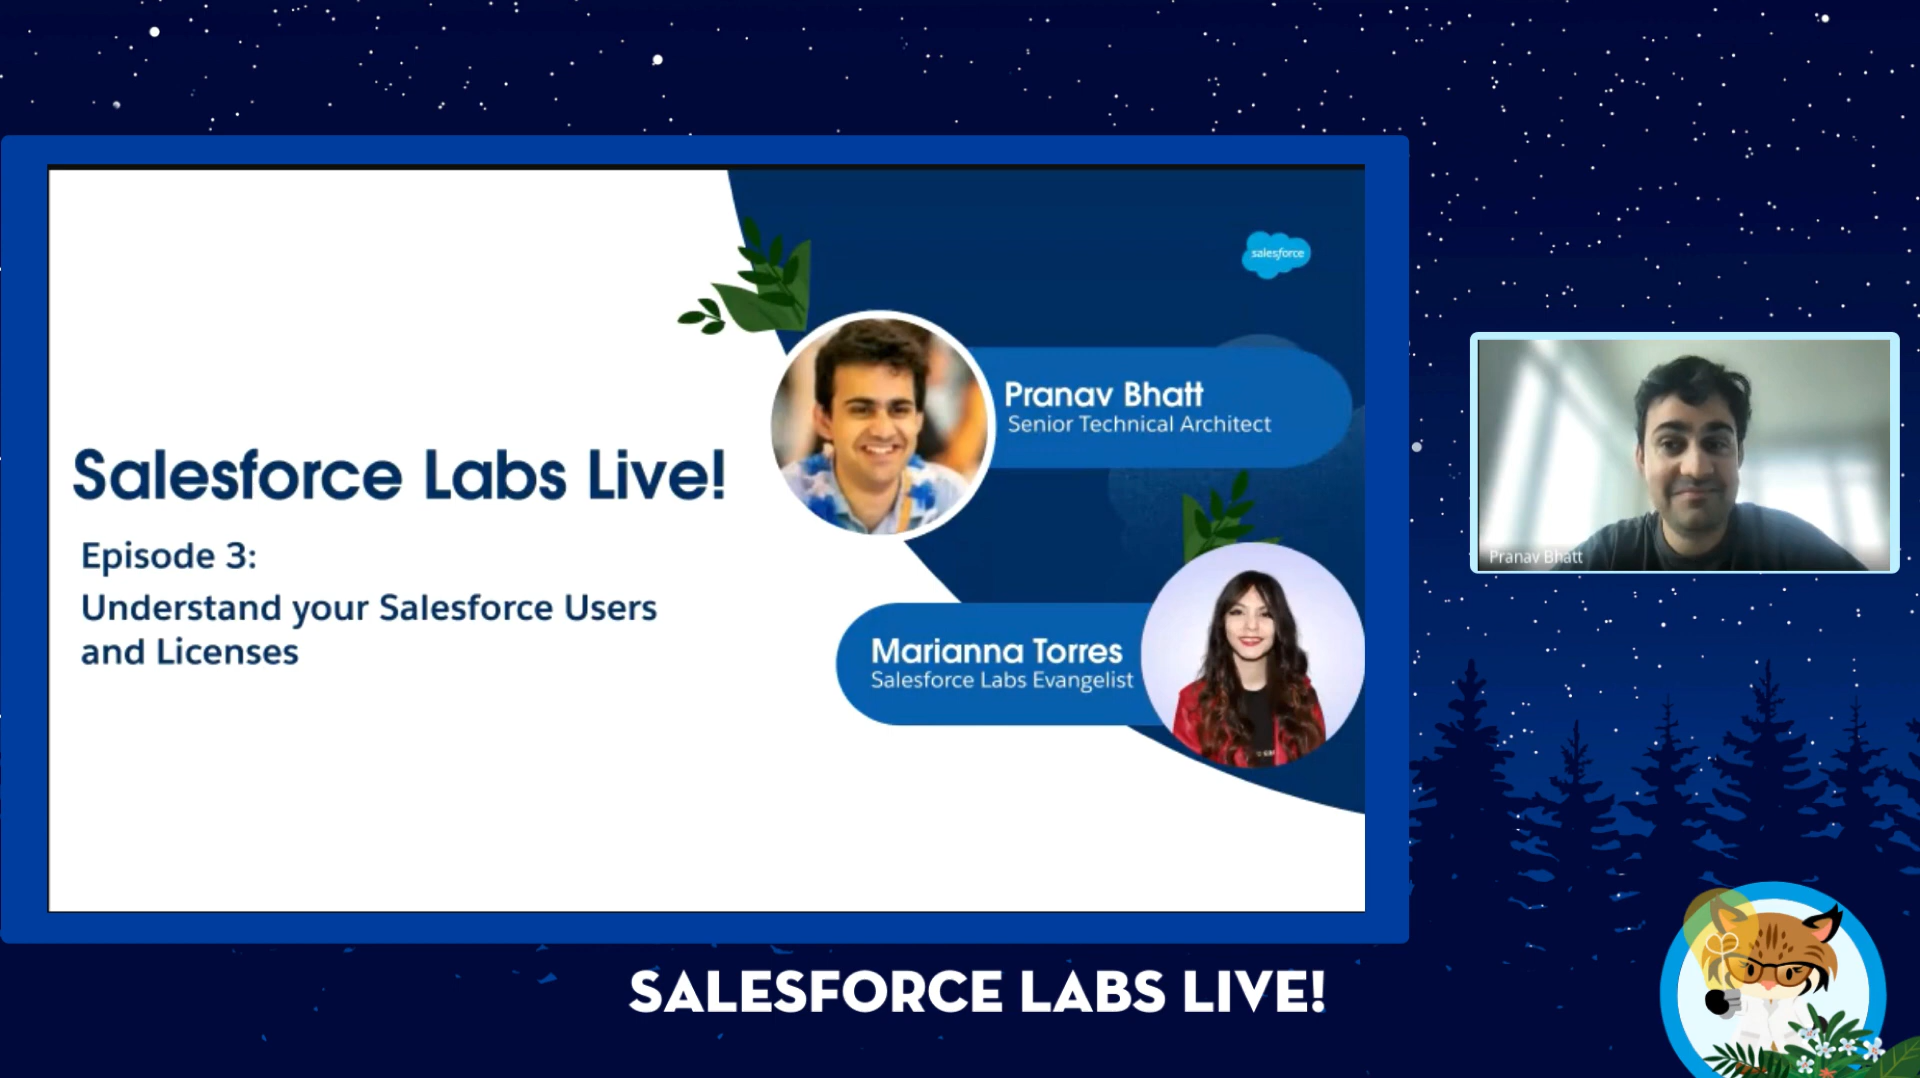 salesforce
Pranav Bhatt
Senior Technical Architect
Salesforce Labs Live!
Episode 3:
Understand your Salesforce Users
and Licenses
Marianna Torres
Salesforce Labs Evangelist
Pranav Bhatt
SALESFORCE LABS LIVE!